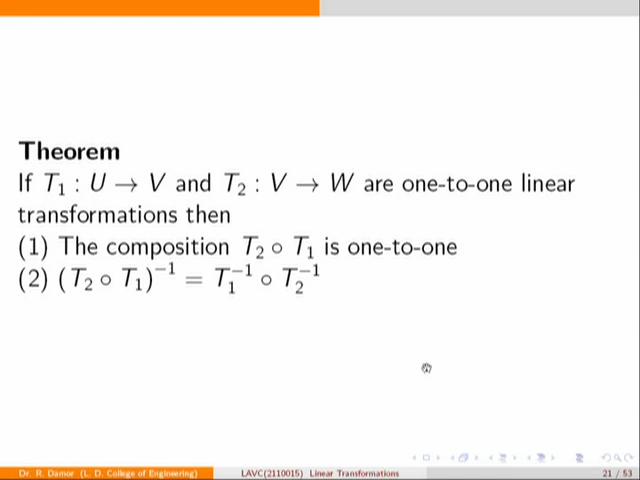 Theorem
If T₁ : U → V and T₂ : V → W are one-to-one linear
transformations then
(1) The composition T₂ ∘ T₁ is one-to-one
(2) (T₂ ∘ T₁)⁻¹ = T₁⁻¹ ∘ T₂⁻¹
Dr. R. Damor (L. D. College of Engineering) LAVC(2110015) Linear Transformations 21 / 53